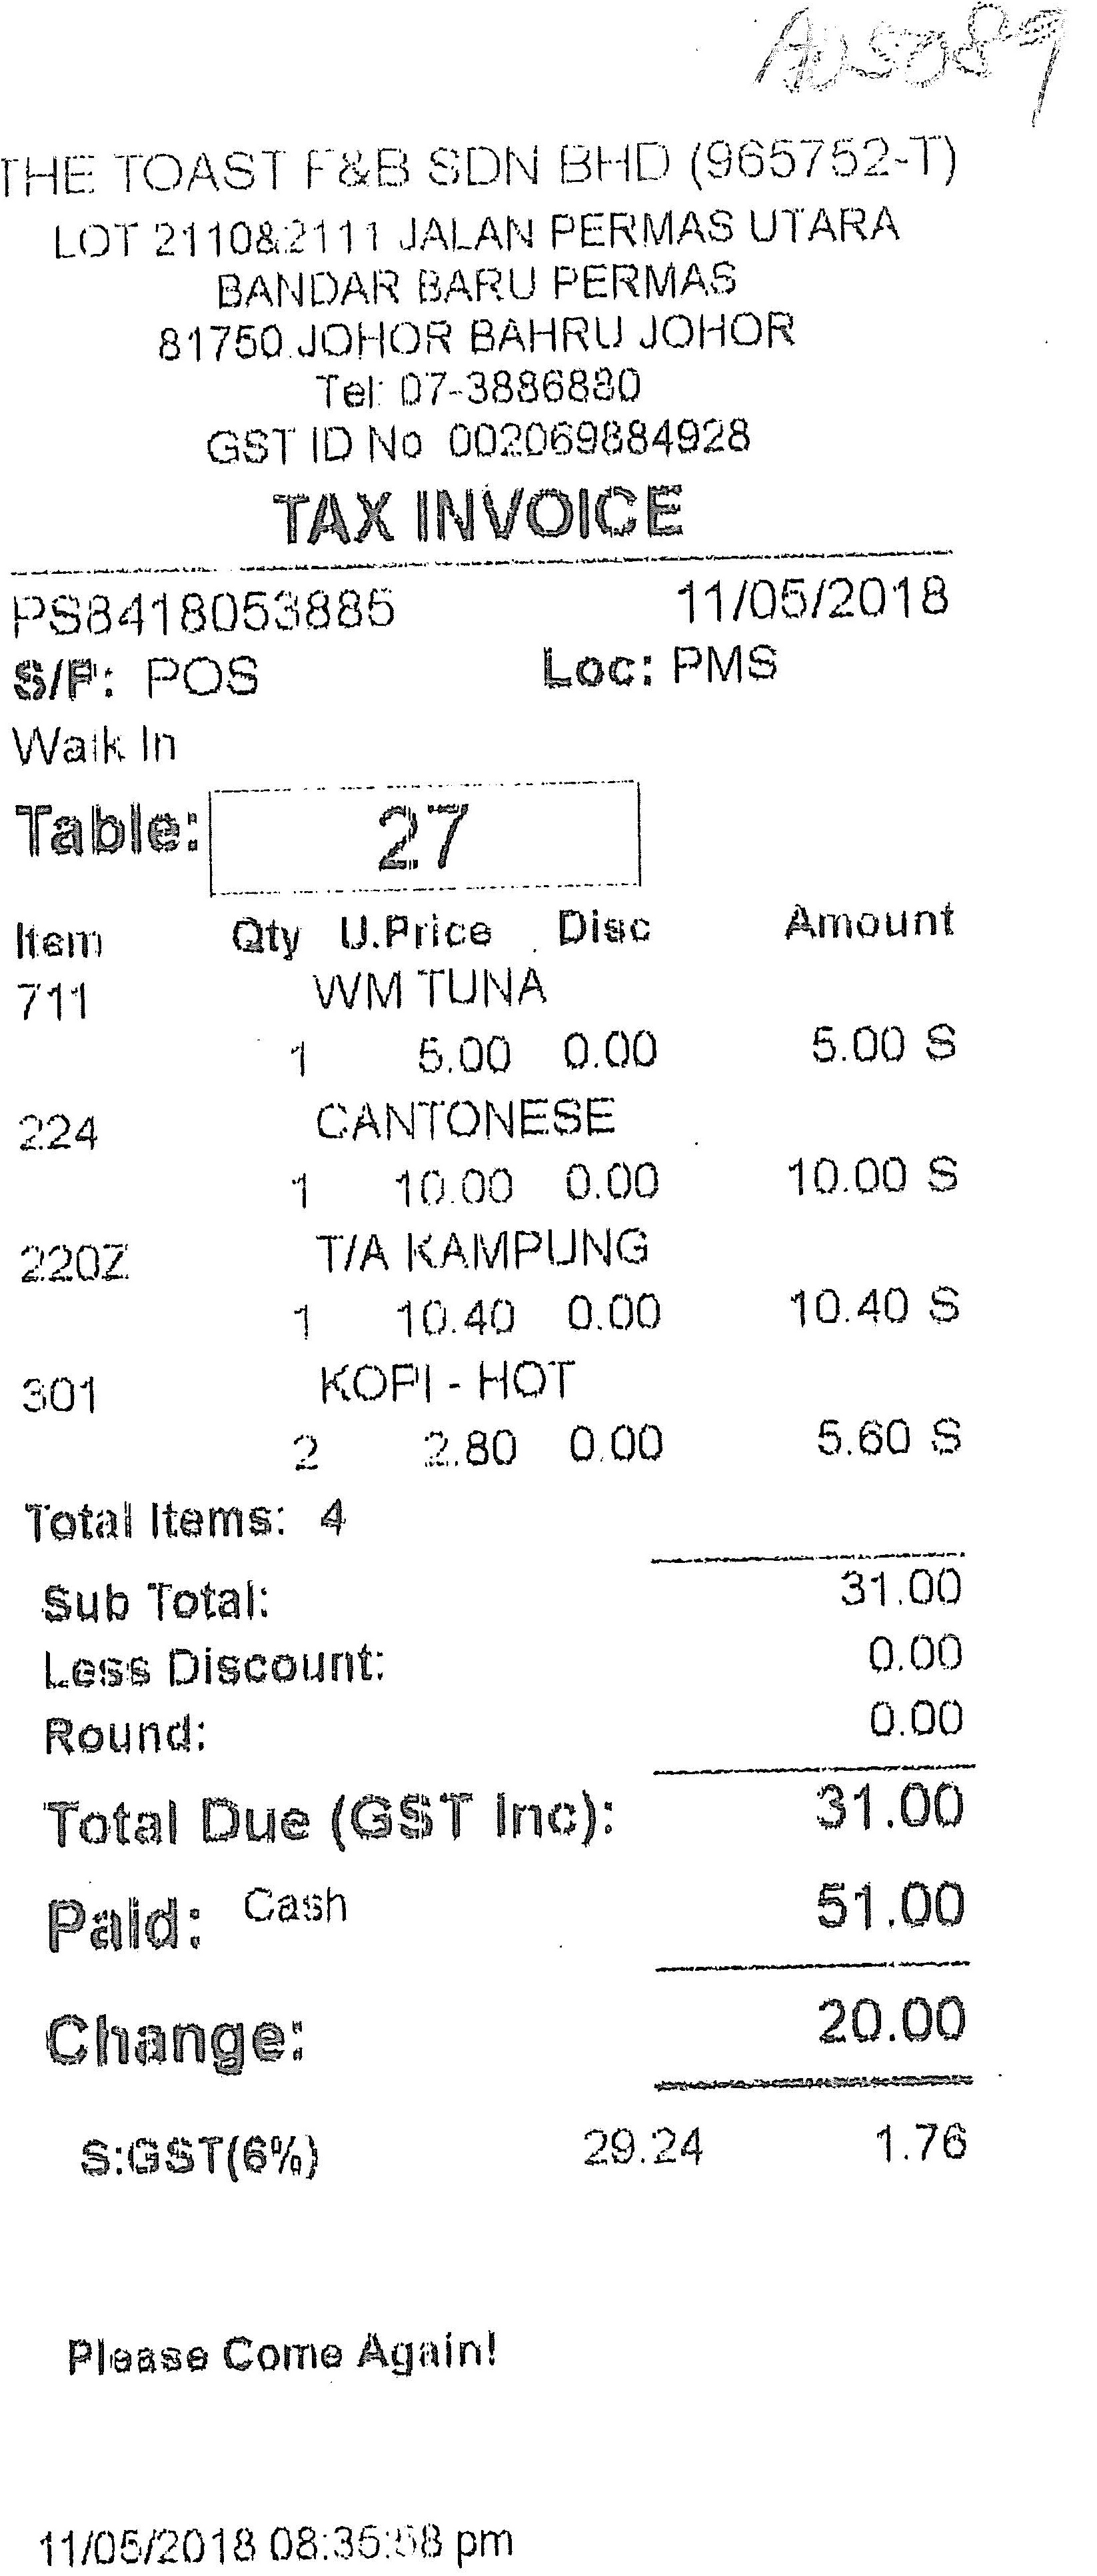 THE TOAST F&B SDN BHD (965752-T)
LOT 2110&2111 JALAN PERMAS UTARA
BANDAR BARU PERMAS
81750 JOHOR BAHRU JOHOR
Tel: 07-3886880
GST ID No 002069884928
TAX INVOICE
PS8418053885 11/05/2018
S/P: POS Loc: PMS
Walk In
Table: 27
Item Qty U.Price Disc Amount
711 WM TUNA
1 5.00 0.00 5.00 S
224 CANTONESE
1 10.00 0.00 10.00 S
220Z T/A KAMPUNG
1 10.40 0.00 10.40 S
301 KOPI - HOT
2 2.80 0.00 5.60 S
Total Items: 4
Sub Total: 31.00
Less Discount: 0.00
Round: 0.00
Total Due (GST Inc): 31.00
Paid: Cash 51.00
Change: 20.00
S:GST(6%) 29.24 1.76
Please Come Again!
11/05/2018 08:35:58 pm